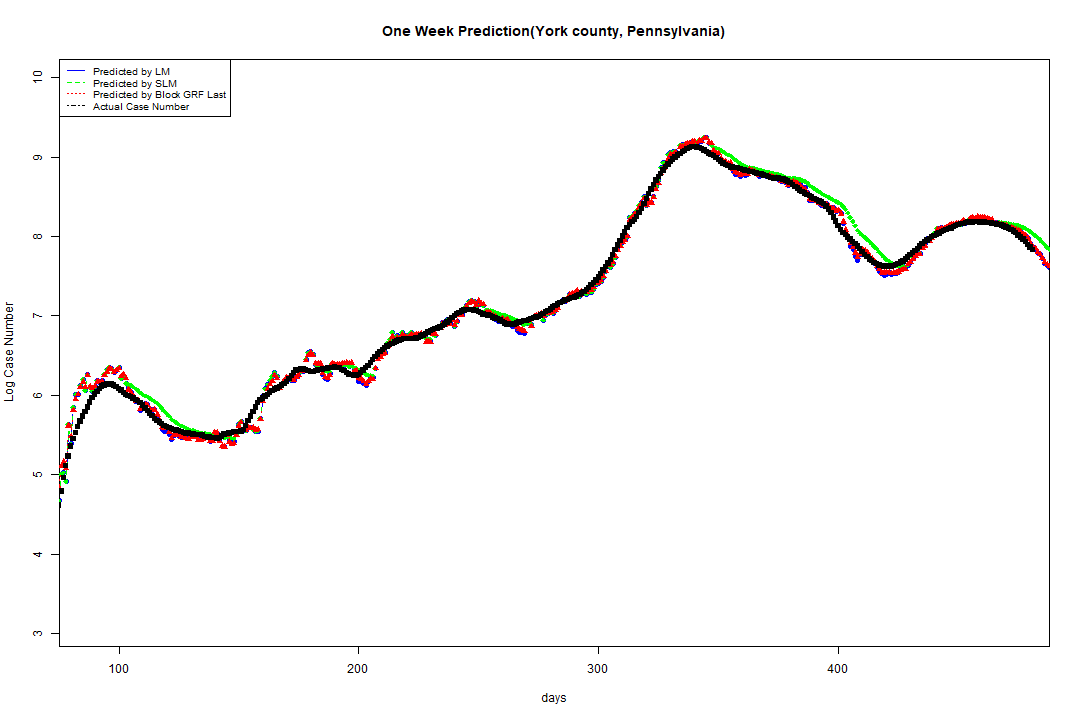 One Week Prediction(York county, Pennsylvania)
Predicted by LM
Predicted by SLM
Predicted by Block GRF Last
Actual Case Number
10
9
8
7
6
5
4
3
Log Case Number
100 200 300 400
days